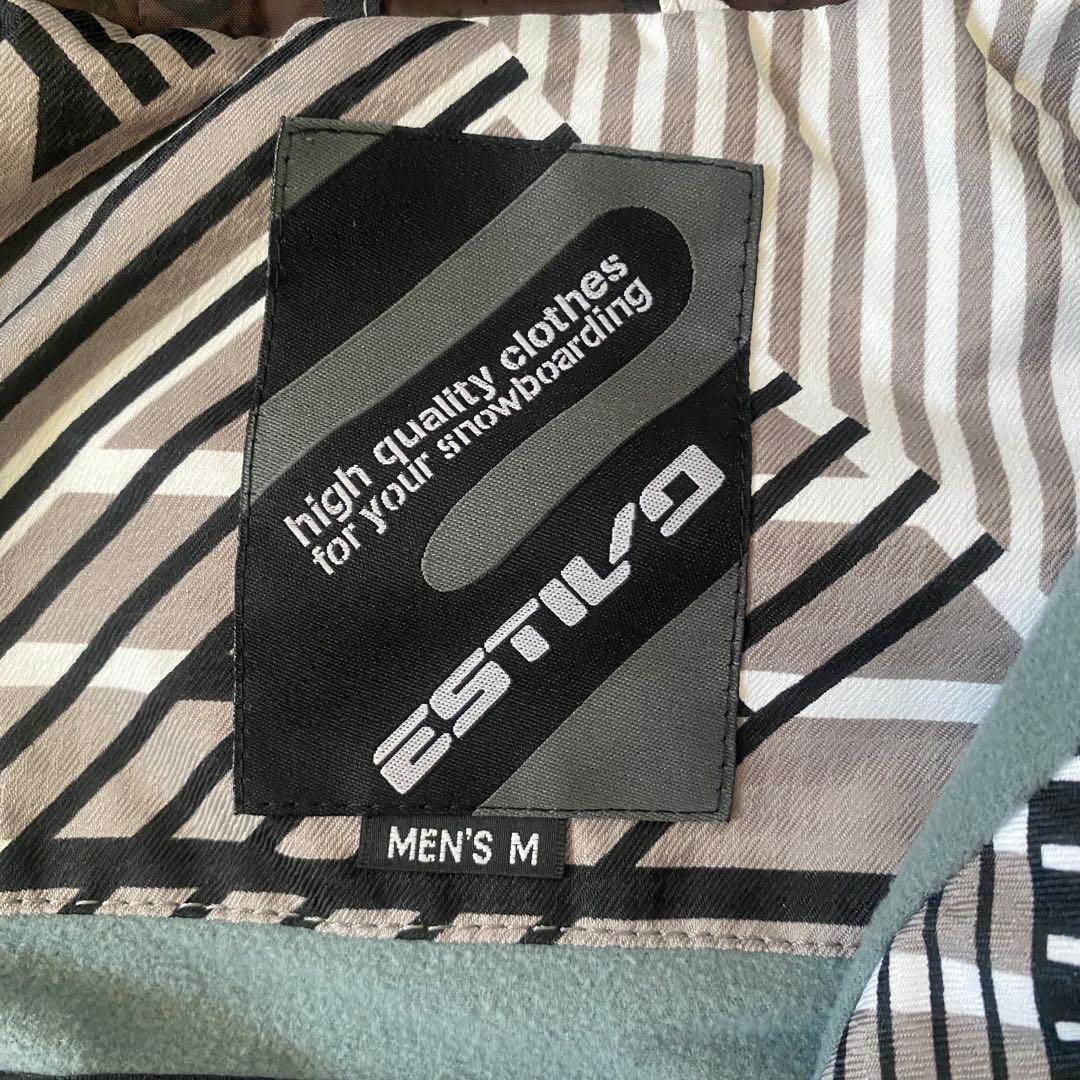 high quality clothes
for your snowboarding
ESTIVO
MEN'S M